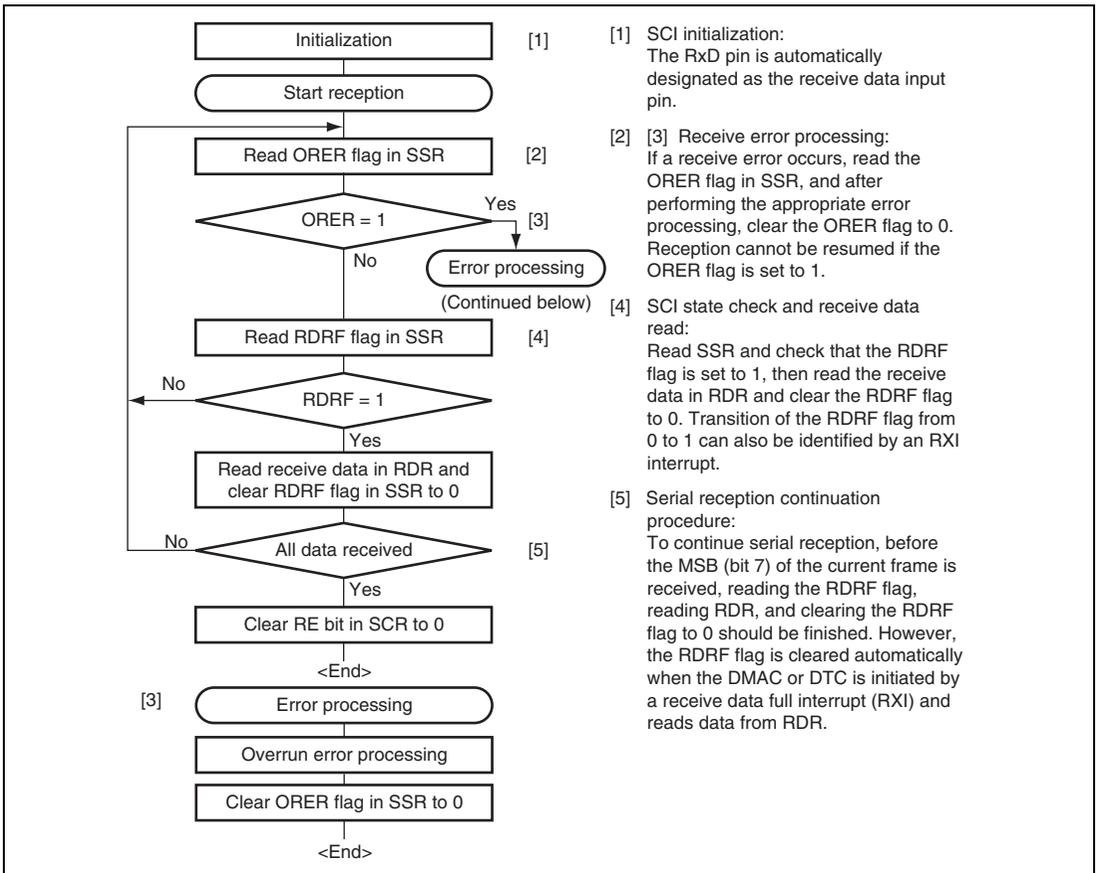 Initialization [1]
Start reception
Read ORER flag in SSR [2]
ORER = 1
Yes
[3]
No
Error processing
(Continued below)
Read RDRF flag in SSR [4]
No
RDRF = 1
Yes
Read receive data in RDR and
clear RDRF flag in SSR to 0
No
All data received [5]
Yes
Clear RE bit in SCR to 0
<End>
[3] Error processing
Overrun error processing
Clear ORER flag in SSR to 0
<End>
[1] SCI initialization:
The RxD pin is automatically
designated as the receive data input
pin.
[2] [3] Receive error processing:
If a receive error occurs, read the
ORER flag in SSR, and after
performing the appropriate error
processing, clear the ORER flag to 0.
Reception cannot be resumed if the
ORER flag is set to 1.
[4] SCI state check and receive data
read:
Read SSR and check that the RDRF
flag is set to 1, then read the receive
data in RDR and clear the RDRF flag
to 0. Transition of the RDRF flag from
0 to 1 can also be identified by an RXI
interrupt.
[5] Serial reception continuation
procedure:
To continue serial reception, before
the MSB (bit 7) of the current frame is
received, reading the RDRF flag,
reading RDR, and clearing the RDRF
flag to 0 should be finished. However,
the RDRF flag is cleared automatically
when the DMAC or DTC is initiated by
a receive data full interrupt (RXI) and
reads data from RDR.